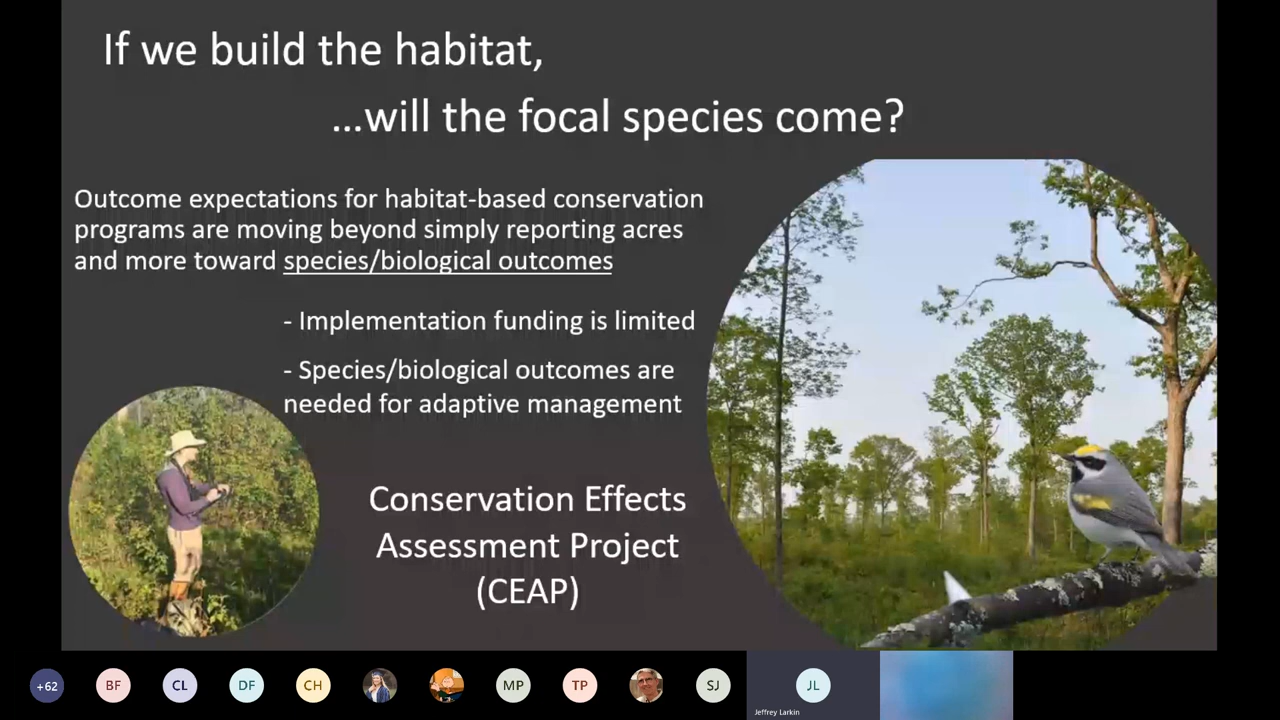 If we build the habitat,
...will the focal species come?
Outcome expectations for habitat-based conservation
programs are moving beyond simply reporting acres
and more toward species/biological outcomes
- Implementation funding is limited
- Species/biological outcomes are
needed for adaptive management
Conservation Effects
Assessment Project
(CEAP)
+62 BF CL DF CH MP TP SJ JL
Jeffrey Larkin